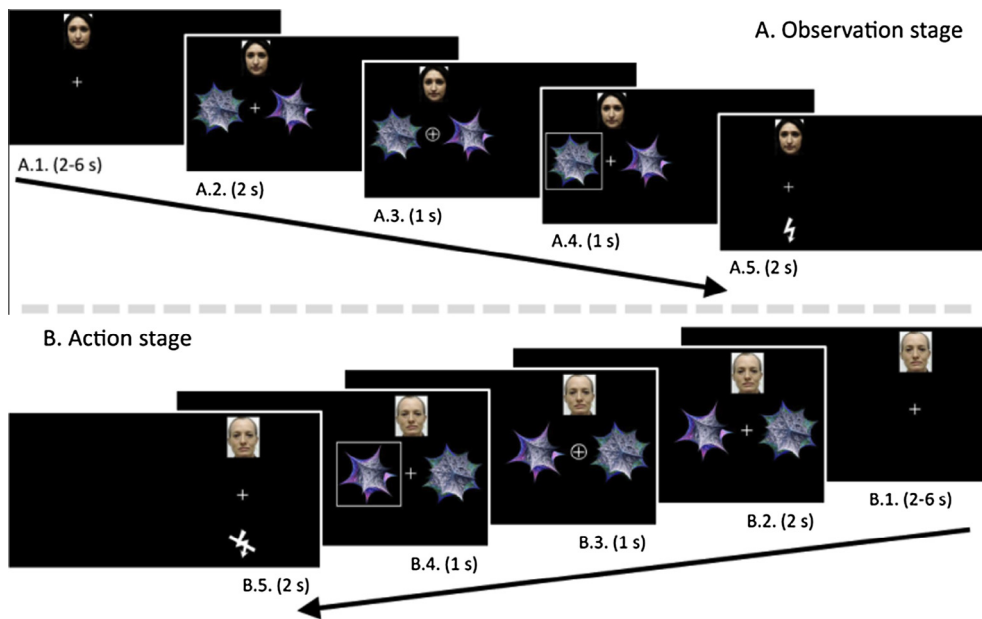 A. Observation stage
A.1. (2-6 s)
A.2. (2 s)
A.3. (1 s)
A.4. (1 s)
A.5. (2 s)
B. Action stage
B.1. (2-6 s)
B.2. (2 s)
B.3. (1 s)
B.4. (1 s)
B.5. (2 s)